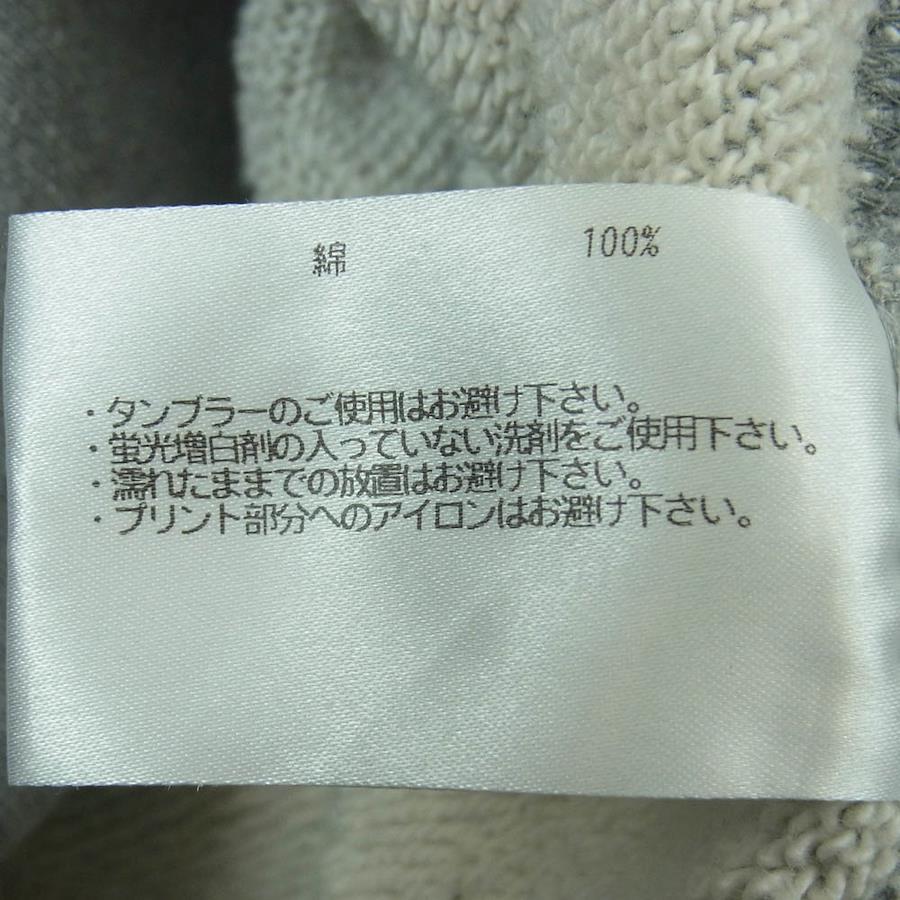 綿 100%
・タンブラーのご使用はお避け下さい。
・蛍光増白剤の入っていない洗剤をご使用下さい。
・濡れたままでの放置はお避け下さい。
・プリント部分へのアイロンはお避け下さい。